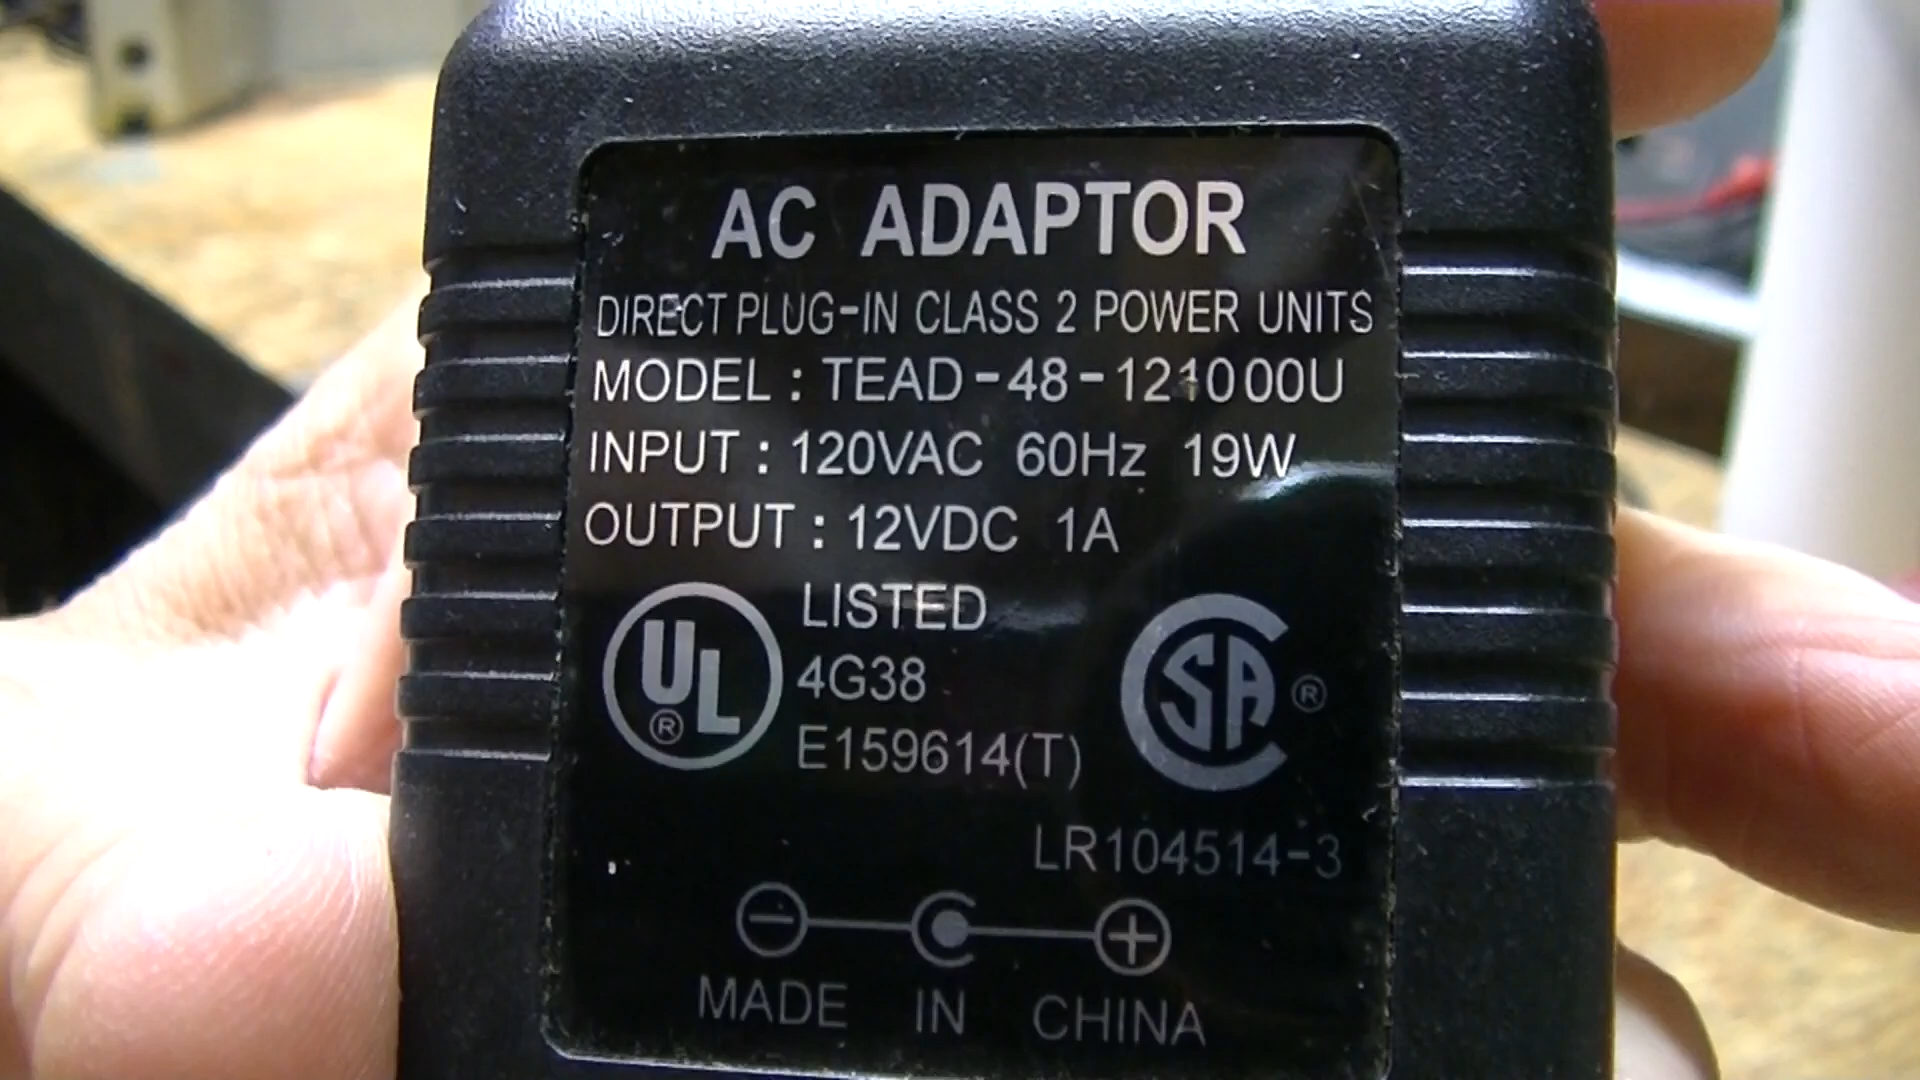 AC ADAPTOR
DIRECT PLUG-IN CLASS 2 POWER UNITS
MODEL : TEAD-48-121000U
INPUT : 120VAC 60Hz 19W
OUTPUT : 12VDC 1A
UL ® LISTED
4G38
E159614(T)
CSA ®
LR104514-3
MADE IN CHINA